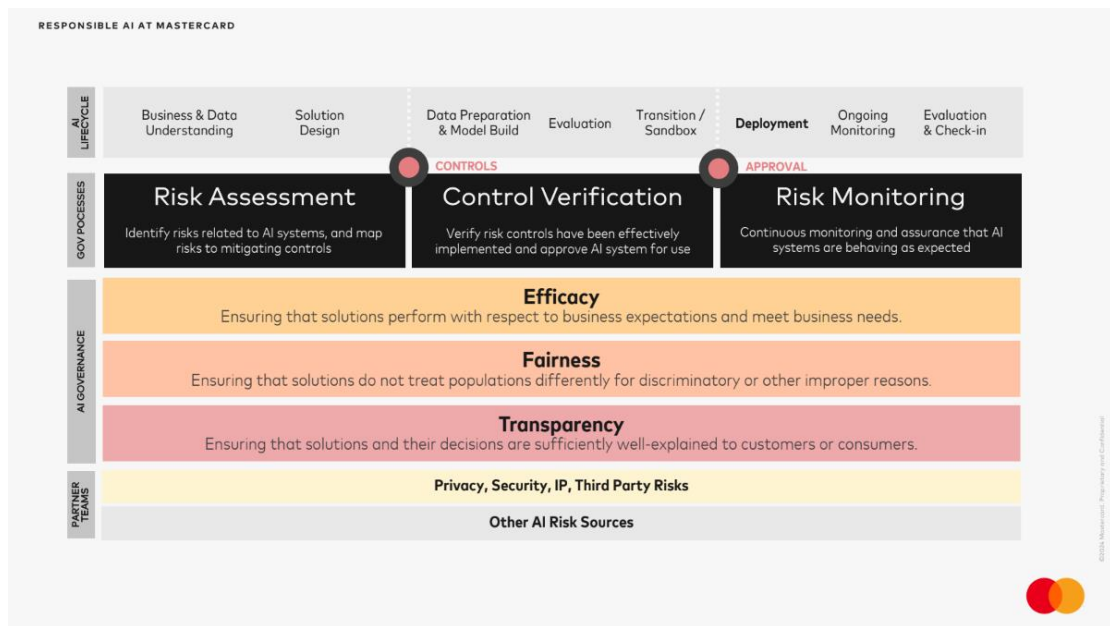 RESPONSIBLE AI AT MASTERCARD
AI
LIFECYCLE
Business & Data
Understanding
Solution
Design
Data Preparation
& Model Build
Evaluation
Transition /
Sandbox
Deployment
Ongoing
Monitoring
Evaluation
& Check-in
CONTROLS
APPROVAL
GOV POCESSES
Risk Assessment
Identify risks related to AI systems, and map
risks to mitigating controls
Control Verification
Verify risk controls have been effectively
implemented and approve AI system for use
Risk Monitoring
Continuous monitoring and assurance that AI
systems are behaving as expected
AI GOVERNANCE
Efficacy
Ensuring that solutions perform with respect to business expectations and meet business needs.
Fairness
Ensuring that solutions do not treat populations differently for discriminatory or other improper reasons.
Transparency
Ensuring that solutions and their decisions are sufficiently well-explained to customers or consumers.
PARTNER
TEAMS
Privacy, Security, IP, Third Party Risks
Other AI Risk Sources
Mastercard. Proprietary and Confidential